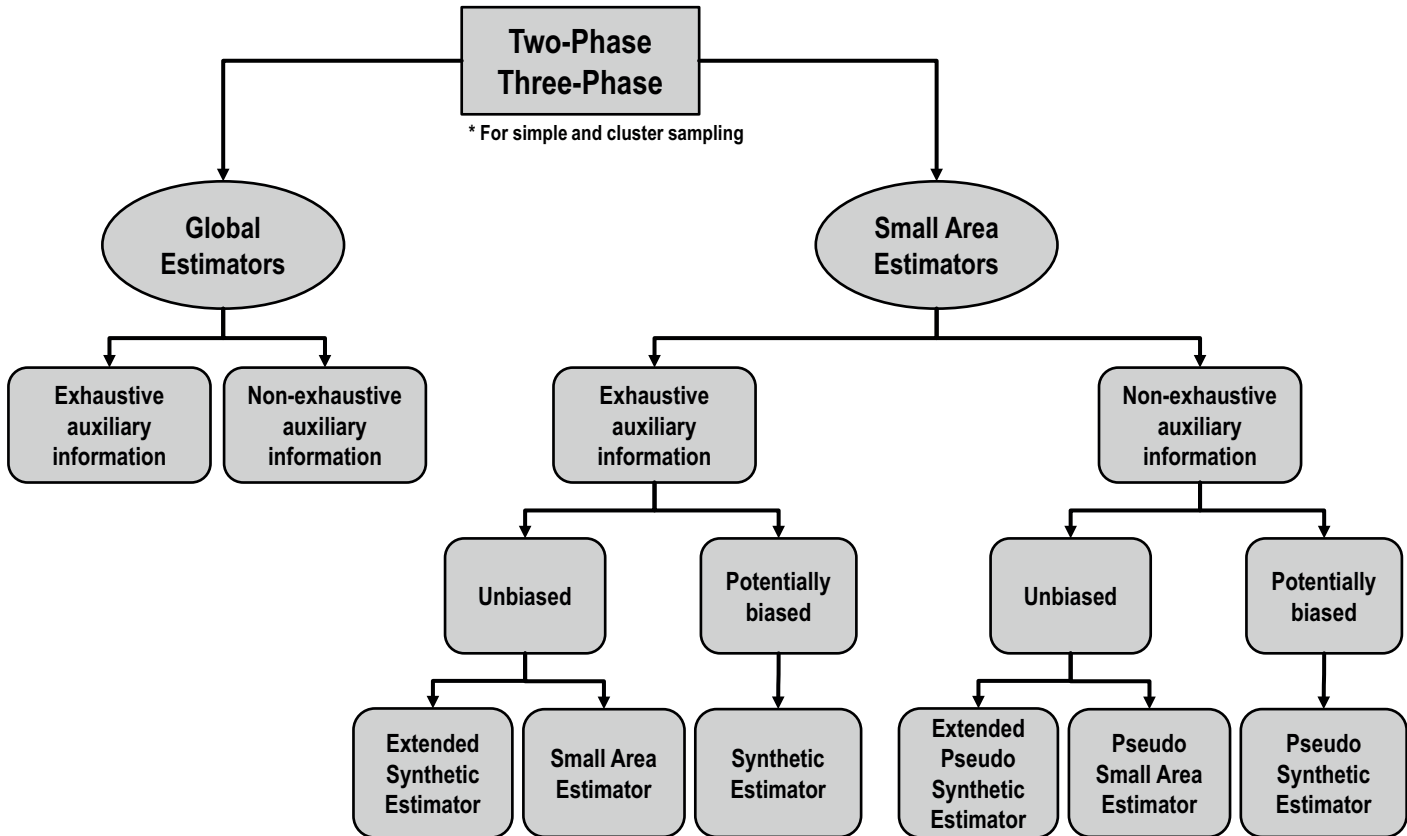 Two-Phase
Three-Phase
* For simple and cluster sampling
Global
Estimators
Small Area
Estimators
Exhaustive
auxiliary
information
Non-exhaustive
auxiliary
information
Exhaustive
auxiliary
information
Non-exhaustive
auxiliary
information
Unbiased
Potentially
biased
Unbiased
Potentially
biased
Extended
Synthetic
Estimator
Small Area
Estimator
Synthetic
Estimator
Extended
Pseudo
Synthetic
Estimator
Pseudo
Small Area
Estimator
Pseudo
Synthetic
Estimator